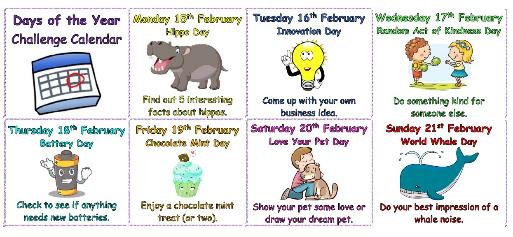 Days of the Year
Challenge Calendar
Monday 15th February
Hippo Day
Find out 5 interesting
facts about hippos.
Tuesday 16th February
Innovation Day
Come up with your own
business idea.
Wednesday 17th February
Random Act of Kindness Day
Do something kind for
someone else.
Thursday 18th February
Battery Day
Check to see if anything
needs new batteries.
Friday 19th February
Chocolate Mint Day
Enjoy a chocolate mint
treat (or two).
Saturday 20th February
Love Your Pet Day
Show your pet some love or
draw your dream pet.
Sunday 21st February
World Whale Day
Do your best impression of a
whale noise.